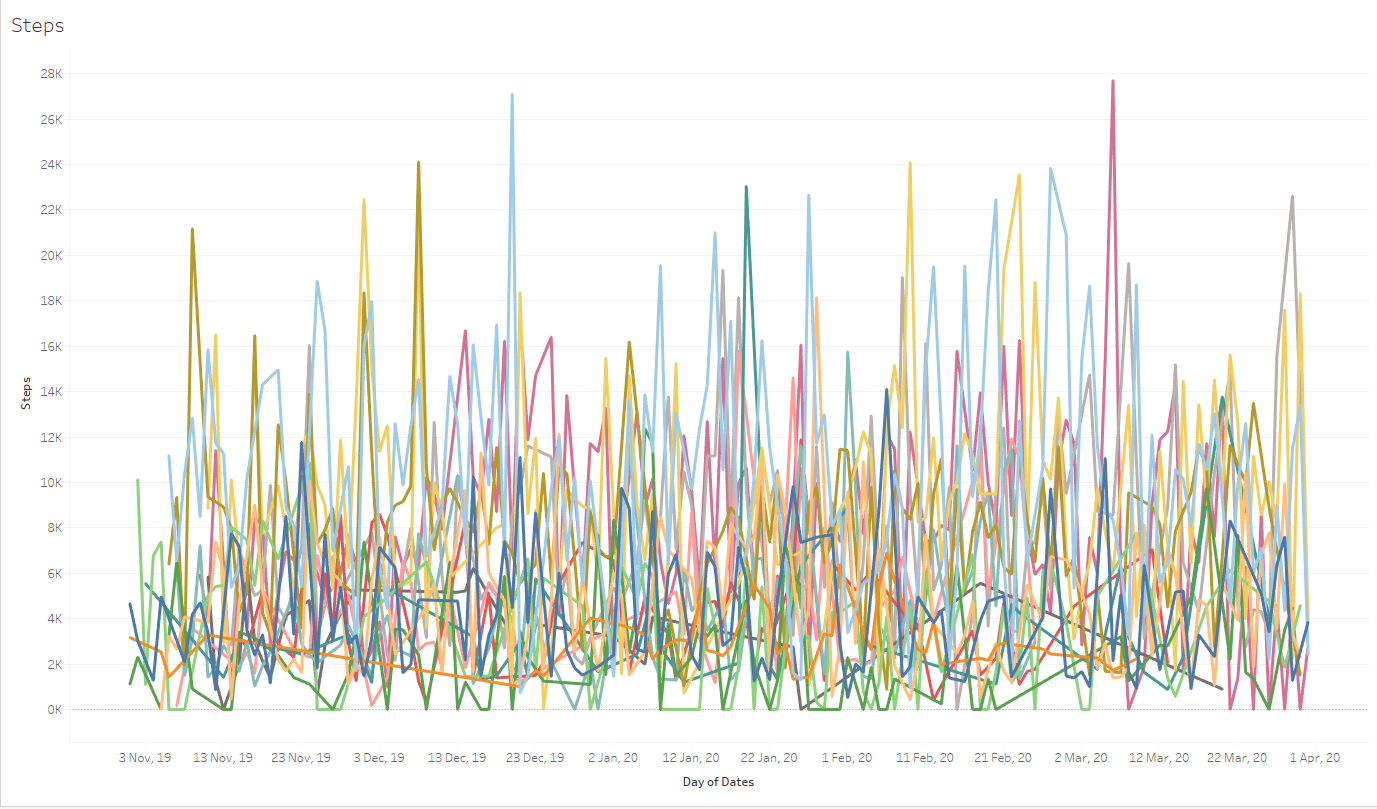 Steps
28K
26K
24K
22K
20K
18K
16K
14K
12K
10K
8K
6K
4K
2K
0K
Steps
3 Nov, 19 13 Nov, 19 23 Nov, 19 3 Dec, 19 13 Dec, 19 23 Dec, 19 2 Jan, 20 12 Jan, 20 22 Jan, 20 1 Feb, 20 11 Feb, 20 21 Feb, 20 2 Mar, 20 12 Mar, 20 22 Mar, 20 1 Apr, 20
Day of Dates